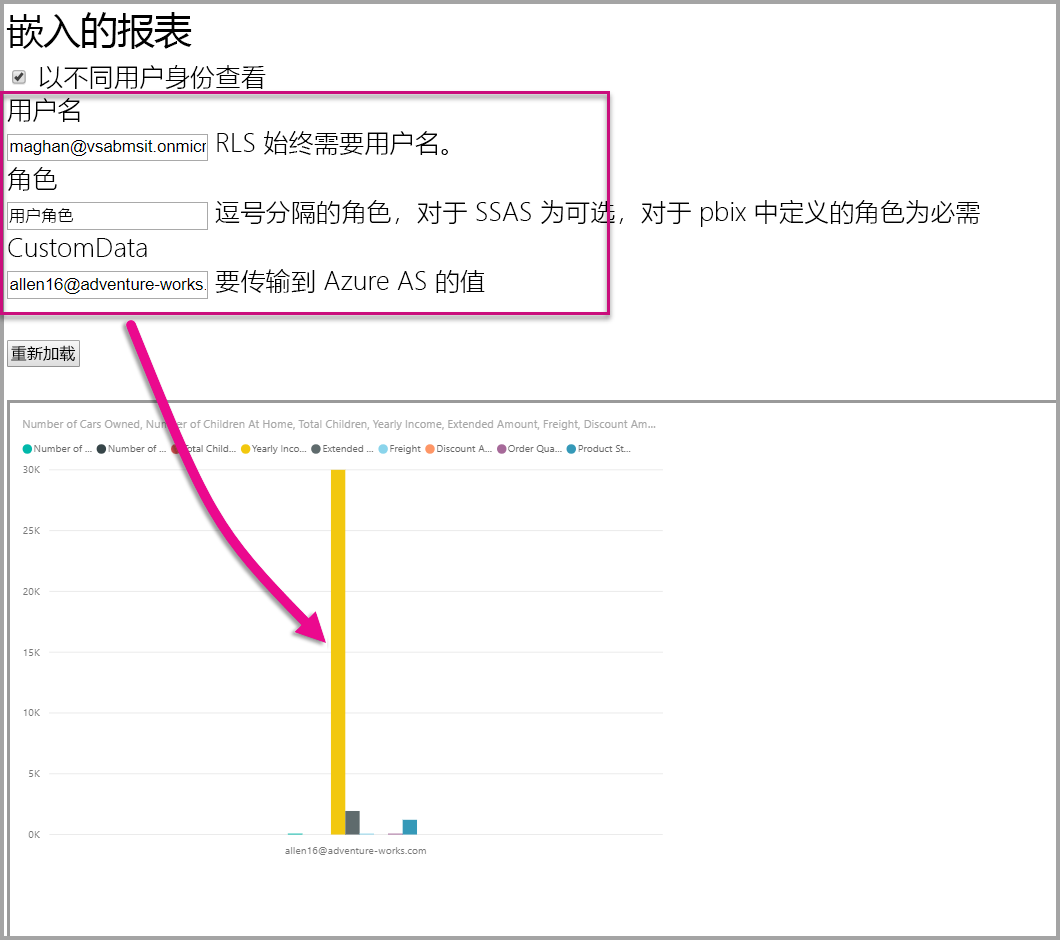 嵌入的报表
以不同用户身份查看
用户名
maghan@vsabmsit.onmicr RLS 始终需要用户名。
角色
用户角色 逗号分隔的角色，对于 SSAS 为可选，对于 pbix 中定义的角色为必需
CustomData
allen16@adventure-works. 要传输到 Azure AS 的值
重新加载
Number of Cars Owned, Number of Children At Home, Total Children, Yearly Income, Extended Amount, Freight, Discount Am...
Number of ... Number of ... Total Child... Yearly Inco... Extended ... Freight Discount A... Order Qua... Product St...
30K
25K
20K
15K
10K
5K
0K
allen16@adventure-works.com